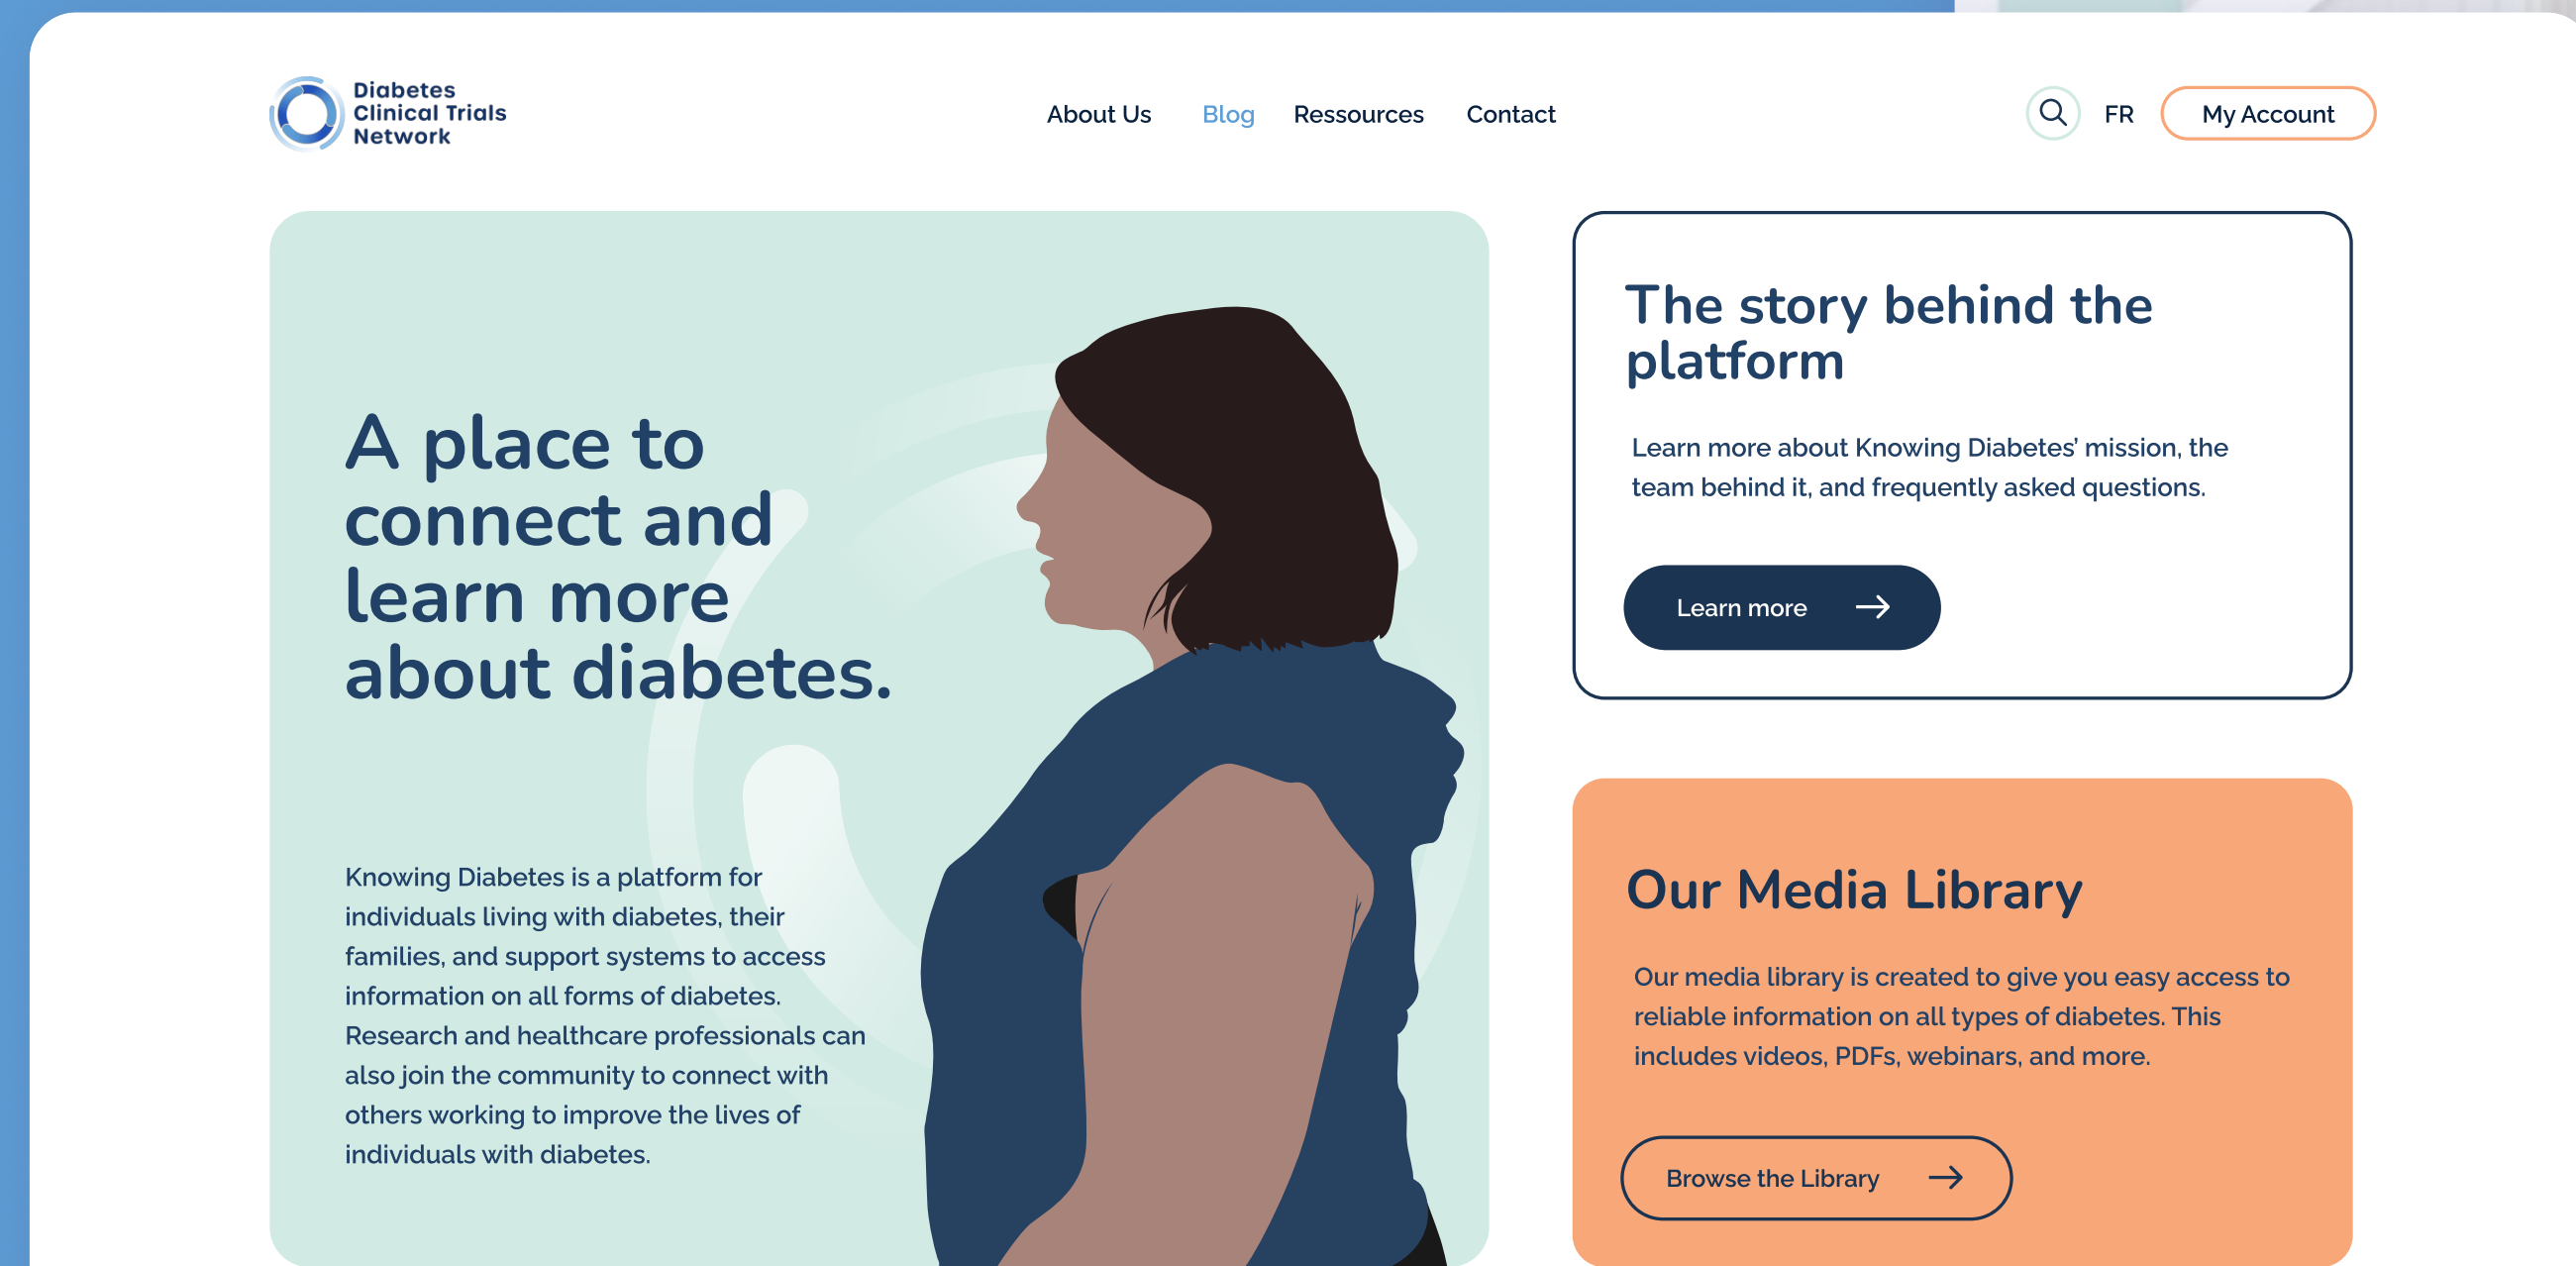 Diabetes
Clinical Trials
Network
About Us
Blog
Ressources
Contact
FR
My Account
A place to
connect and
learn more
about diabetes.
Knowing Diabetes is a platform for
individuals living with diabetes, their
families, and support systems to access
information on all forms of diabetes.
Research and healthcare professionals can
also join the community to connect with
others working to improve the lives of
individuals with diabetes.
The story behind the
platform
Learn more about Knowing Diabetes’ mission, the
team behind it, and frequently asked questions.
Learn more
Our Media Library
Our media library is created to give you easy access to
reliable information on all types of diabetes. This
includes videos, PDFs, webinars, and more.
Browse the Library